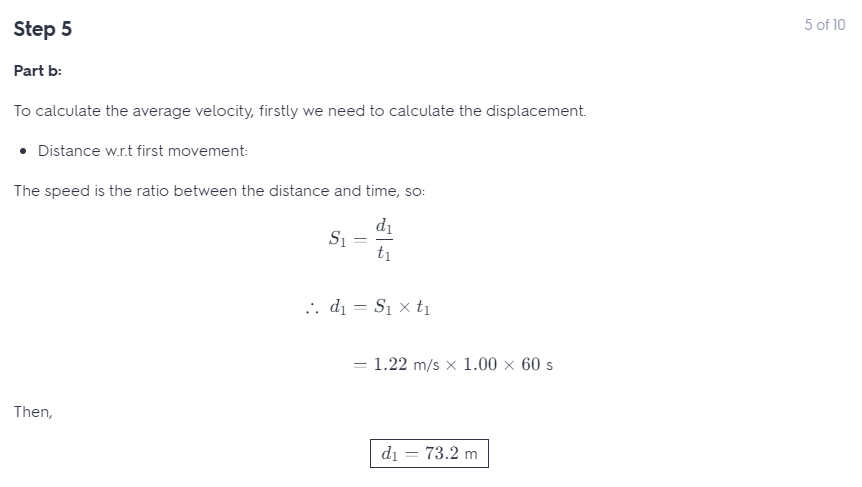 Step 5
5 of 10
Part b:
To calculate the average velocity, firstly we need to calculate the displacement.
• Distance w.r.t first movement:
The speed is the ratio between the distance and time, so:
S₁ = d₁/t₁
∴ d₁ = S₁ × t₁
= 1.22 m/s × 1.00 × 60 s
Then,
d₁ = 73.2 m